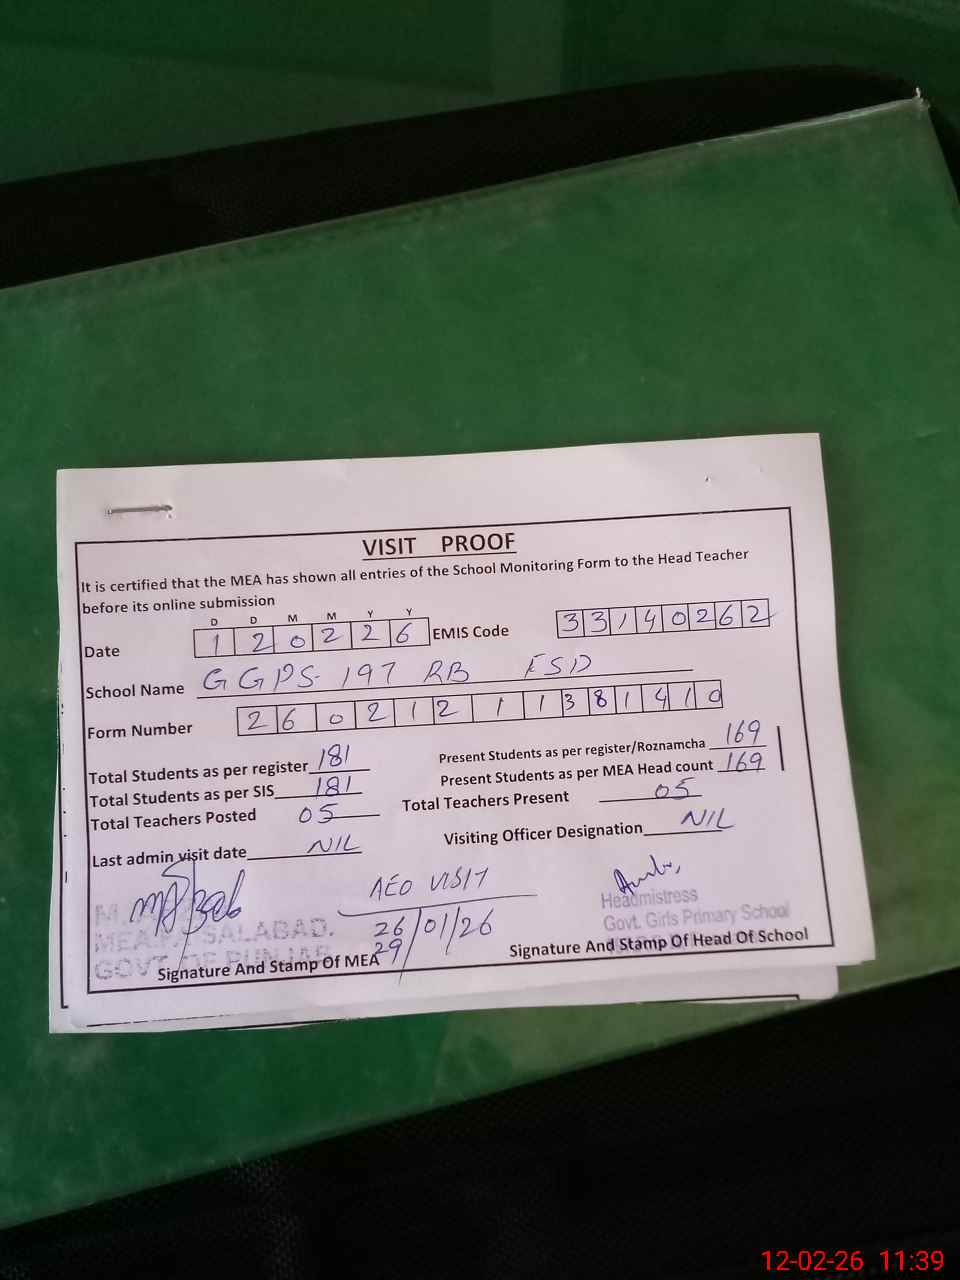 VISIT PROOF
It is certified that the MEA has shown all entries of the School Monitoring Form to the Head Teacher
before its online submission
D D M M Y Y
Date 1 2 0 2 2 6 EMIS Code 3 3 1 4 0 2 6 2
School Name GGPS 197 RB FSD
Form Number 2 6 0 2 1 2 1 1 3 8 1 4 1 0
Total Students as per register 181 Present Students as per register/Roznamcha 169
Total Students as per SIS 181 Present Students as per MEA Head count 169
Total Teachers Posted 05 Total Teachers Present 05
Last admin visit date NIL Visiting Officer Designation NIL
AEO VISIT
26/01/26
29
MEA.FAISALABAD.
GOVT. OF PUNJAB
Signature And Stamp Of MEA
Headmistress
Govt. Girls Primary School
Signature And Stamp Of Head Of School
12-02-26 11:39